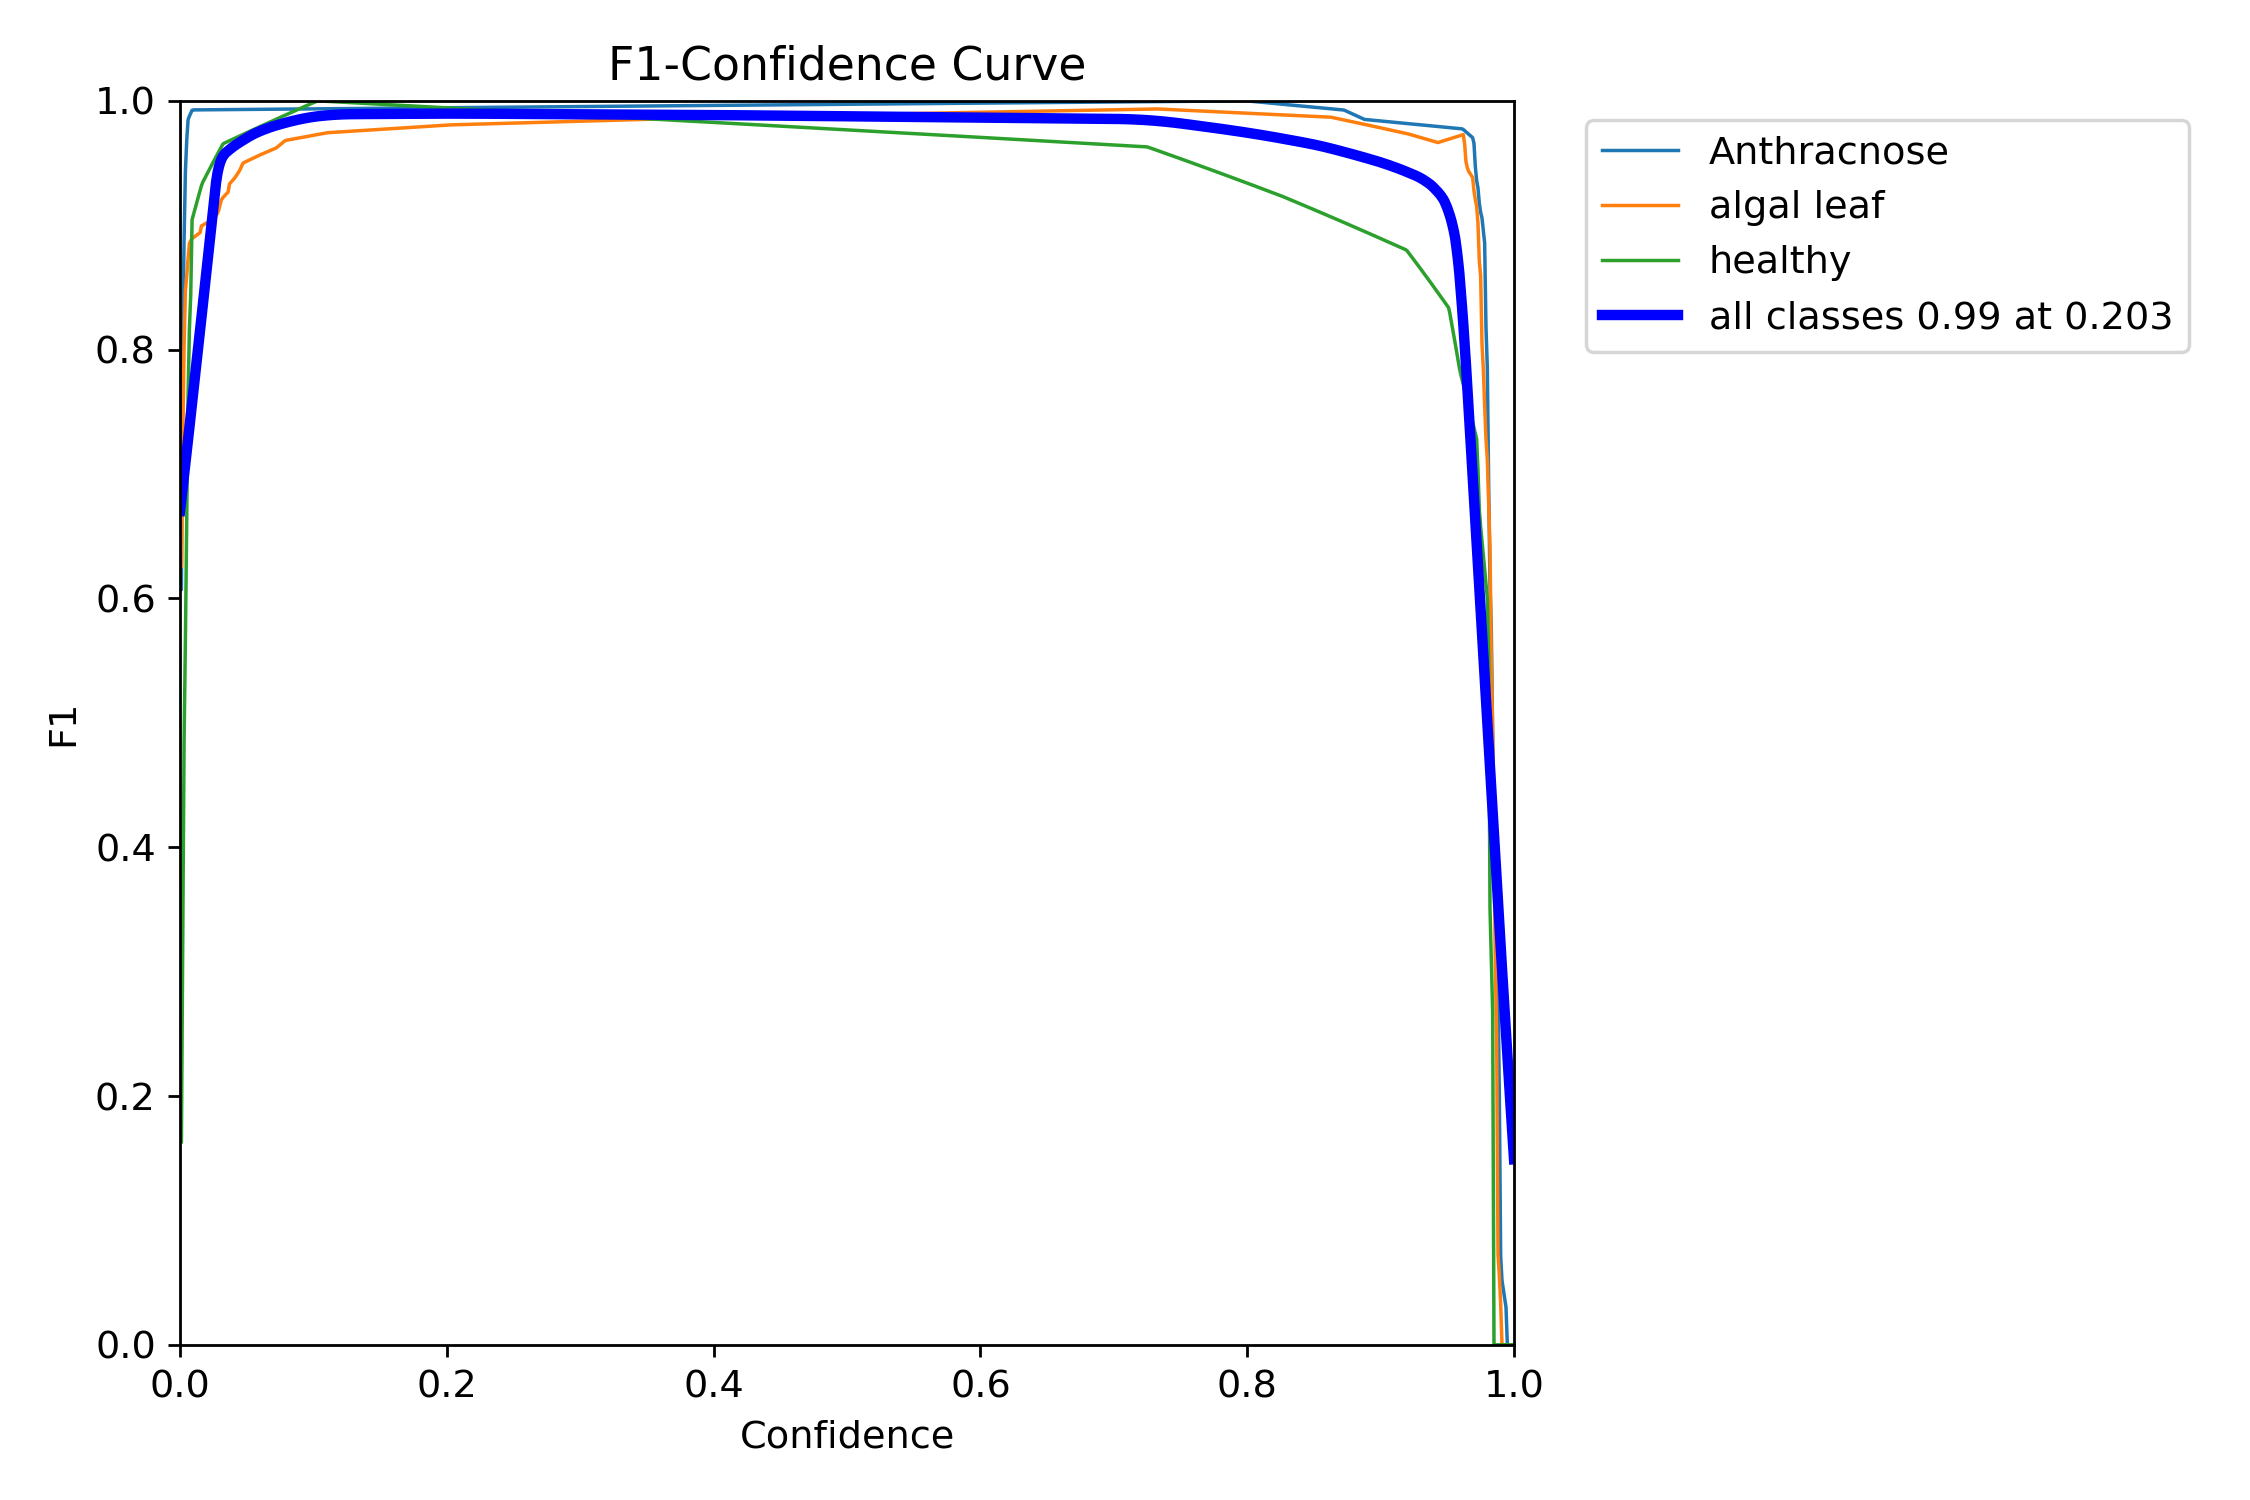 F1-Confidence Curve
1.0
0.8
0.6
0.4
0.2
0.0
F1
0.0 0.2 0.4 0.6 0.8 1.0
Confidence
Anthracnose
algal leaf
healthy
all classes 0.99 at 0.203